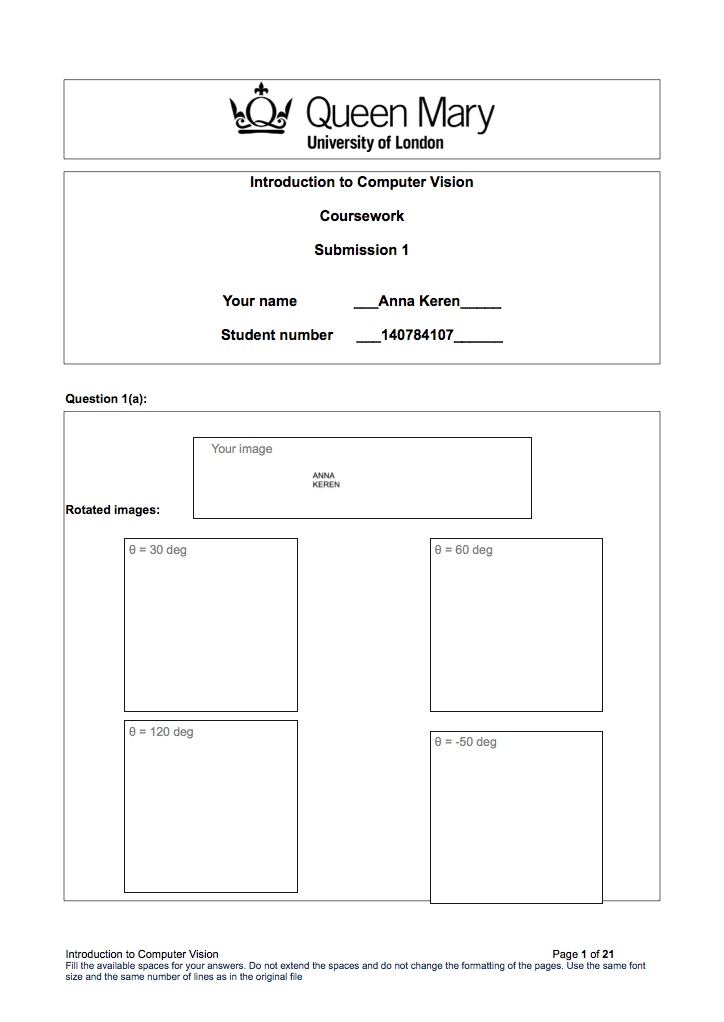 Queen Mary
University of London
Introduction to Computer Vision
Coursework
Submission 1
Your name ___Anna Keren_____
Student number ___140784107______
Question 1(a):
Your image
ANNA
KEREN
Rotated images:
θ = 30 deg
θ = 60 deg
θ = 120 deg
θ = -50 deg
Introduction to Computer Vision Page 1 of 21
Fill the available spaces for your answers. Do not extend the spaces and do not change the formatting of the pages. Use the same font
size and the same number of lines as in the original file